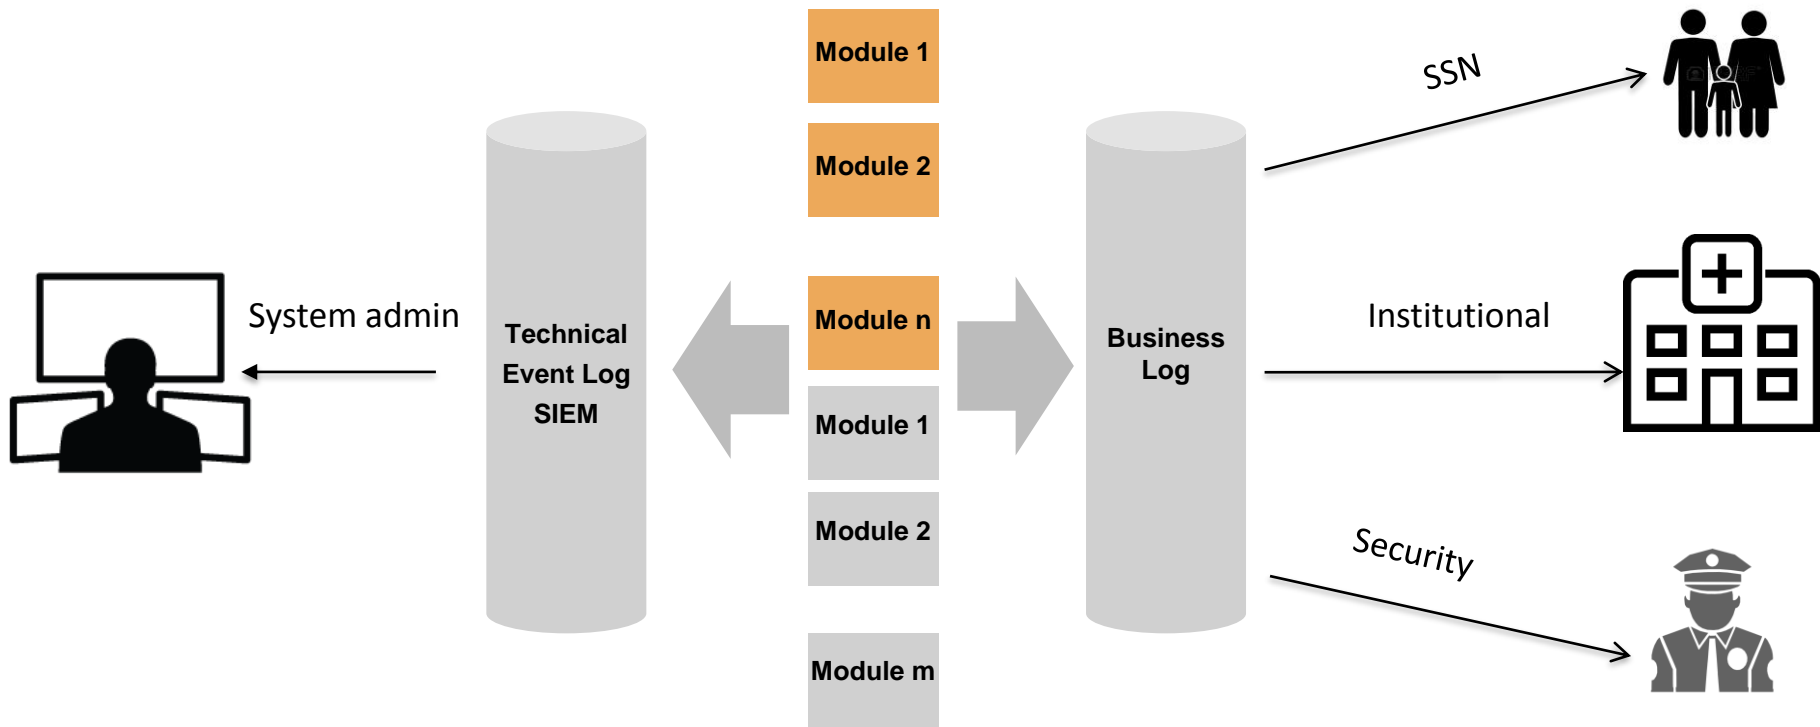 Module 1
Module 2
Module n
Module 1
Module 2
Module m
System admin
Technical
Event Log
SIEM
Business
Log
SSN
Institutional
Security